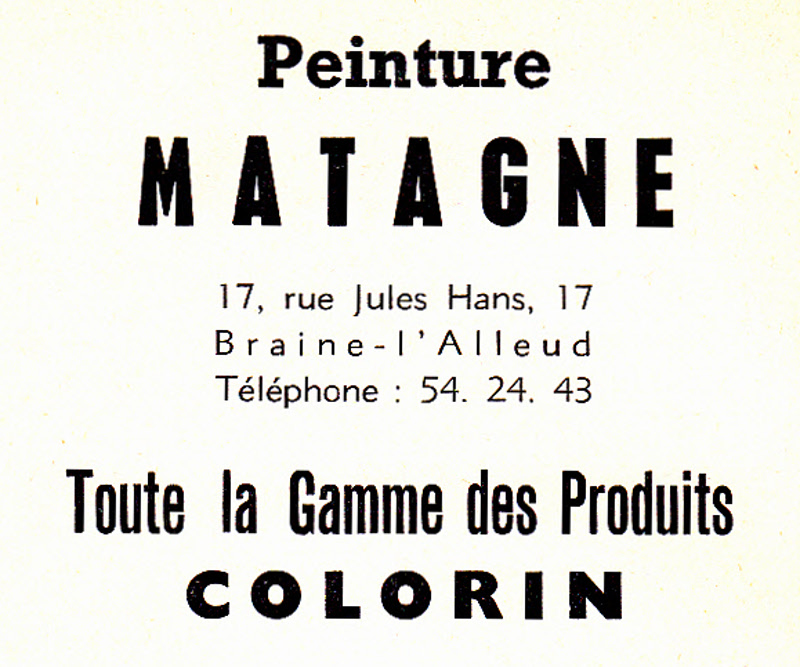 Peinture
MATAGNE
17, rue Jules Hans, 17
Braine-l'Alleud
Téléphone : 54. 24. 43
Toute la Gamme des Produits
COLORIN